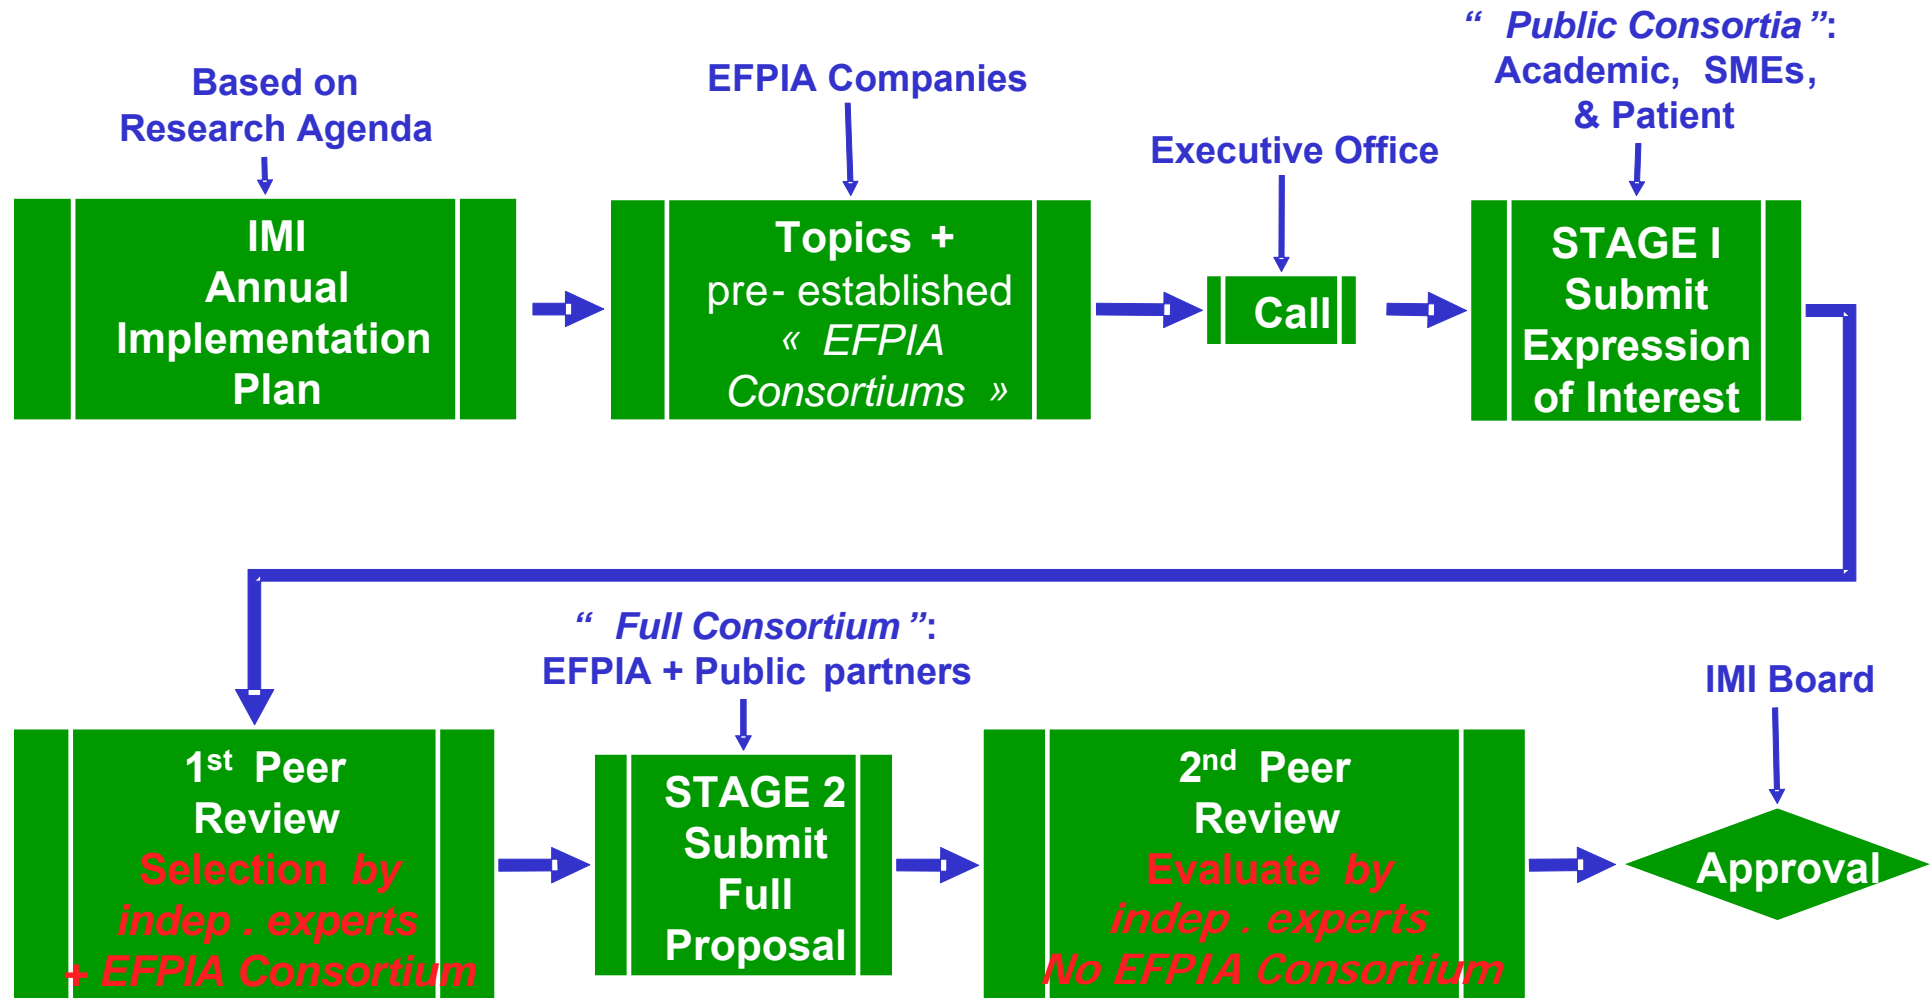 Based on
Research Agenda
EFPIA Companies
Executive Office
“ Public Consortia ”:
Academic, SMEs,
& Patient
IMI
Annual
Implementation
Plan
Topics +
pre- established
« EFPIA
Consortiums »
Call
STAGE I
Submit
Expression
of Interest
“ Full Consortium ”:
EFPIA + Public partners
IMI Board
1st Peer
Review
Selection by
indep . experts
+ EFPIA Consortium
STAGE 2
Submit
Full
Proposal
2nd Peer
Review
Evaluate by
indep . experts
No EFPIA Consortium
Approval